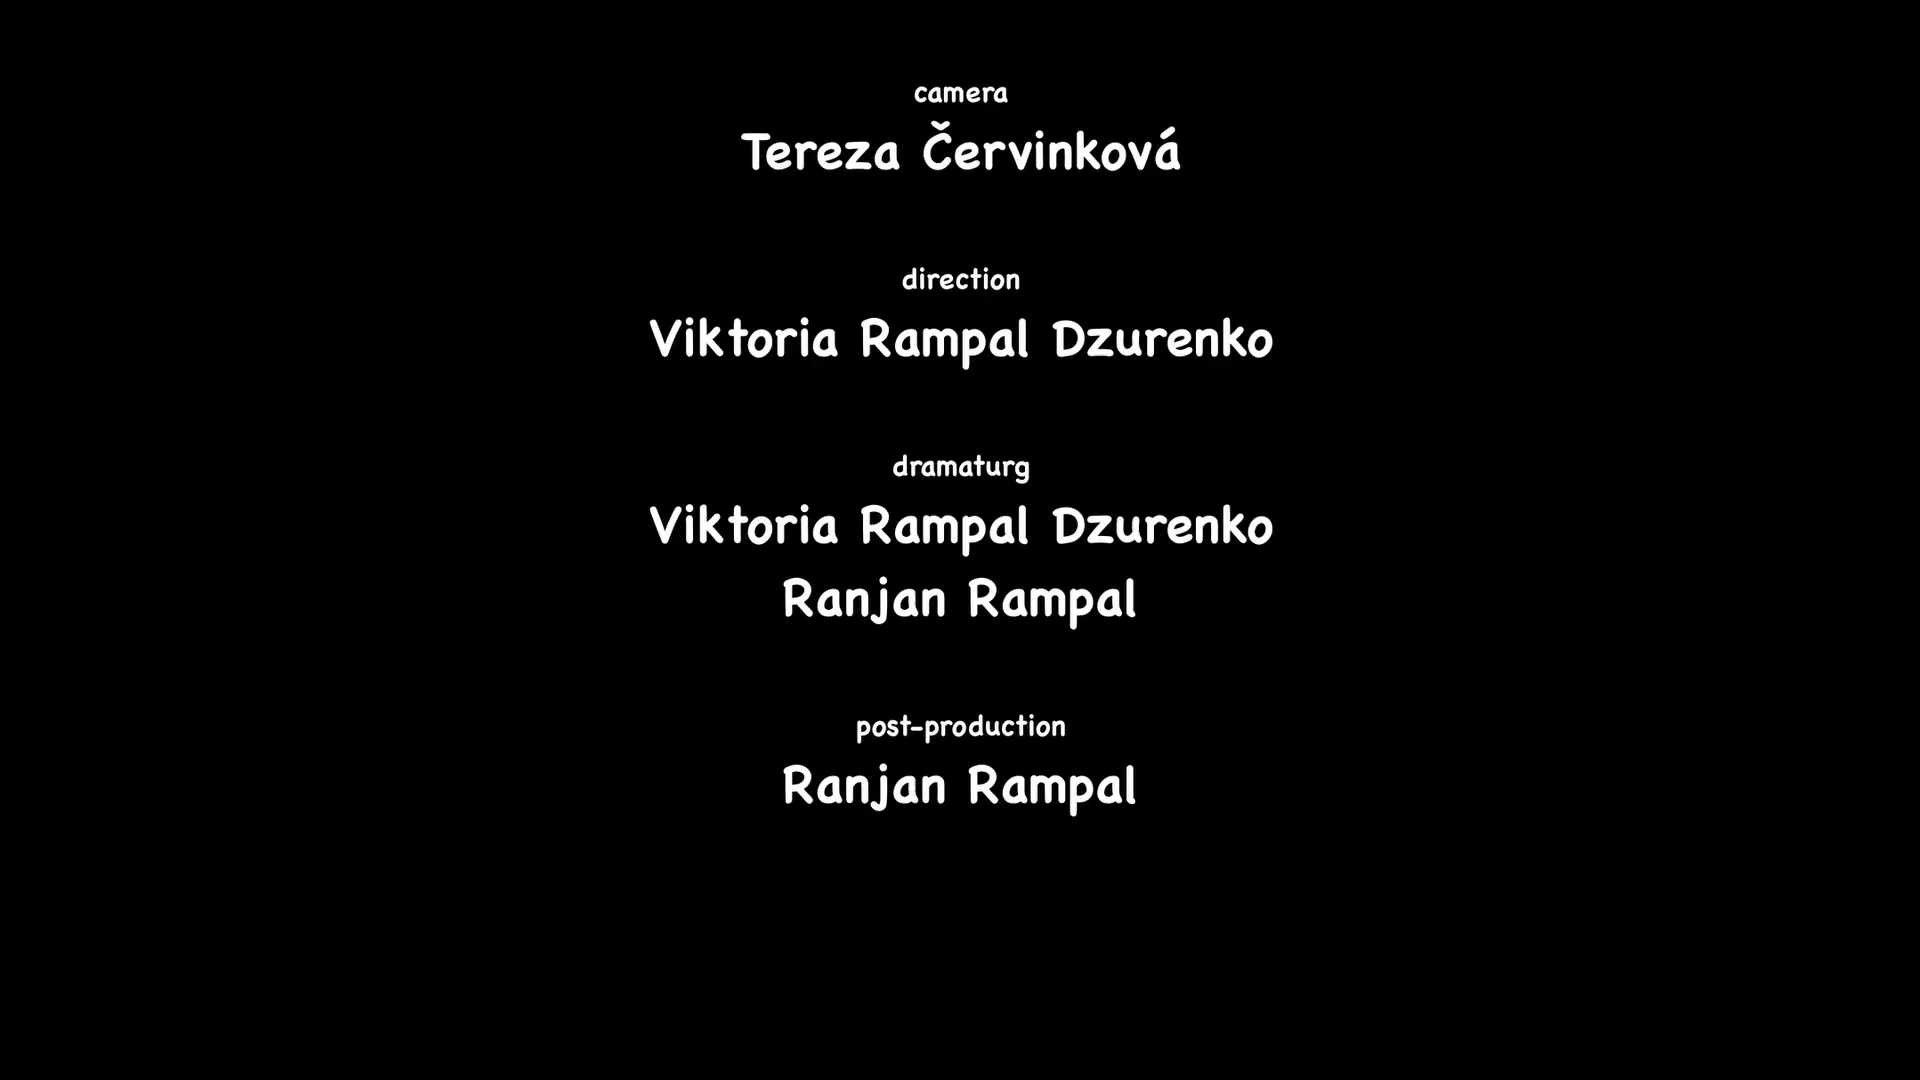 camera
Tereza Červinková
direction
Viktoria Rampal Dzurenko
dramaturg
Viktoria Rampal Dzurenko
Ranjan Rampal
post-production
Ranjan Rampal